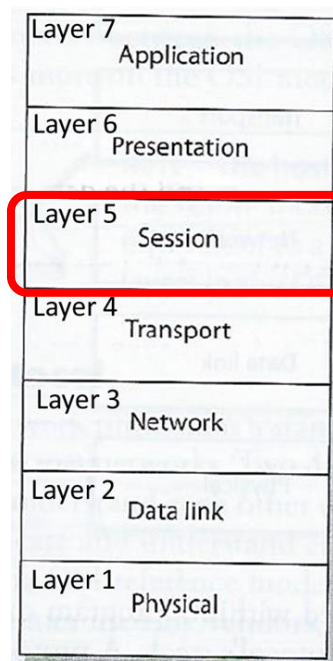 Layer 7
Application
Layer 6
Presentation
Layer 5
Session
Layer 4
Transport
Layer 3
Network
Layer 2
Data link
Layer 1
Physical